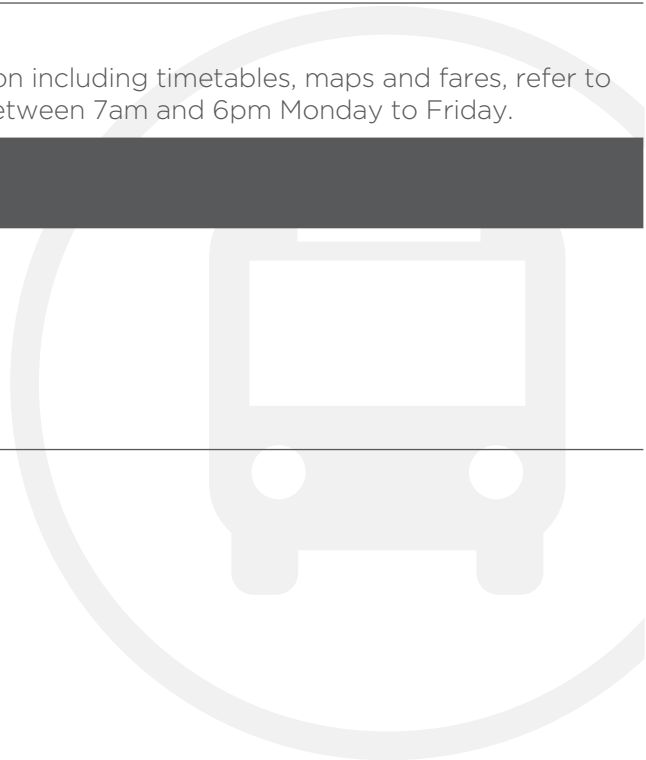 on including timetables, maps and fares, refer to
etween 7am and 6pm Monday to Friday.